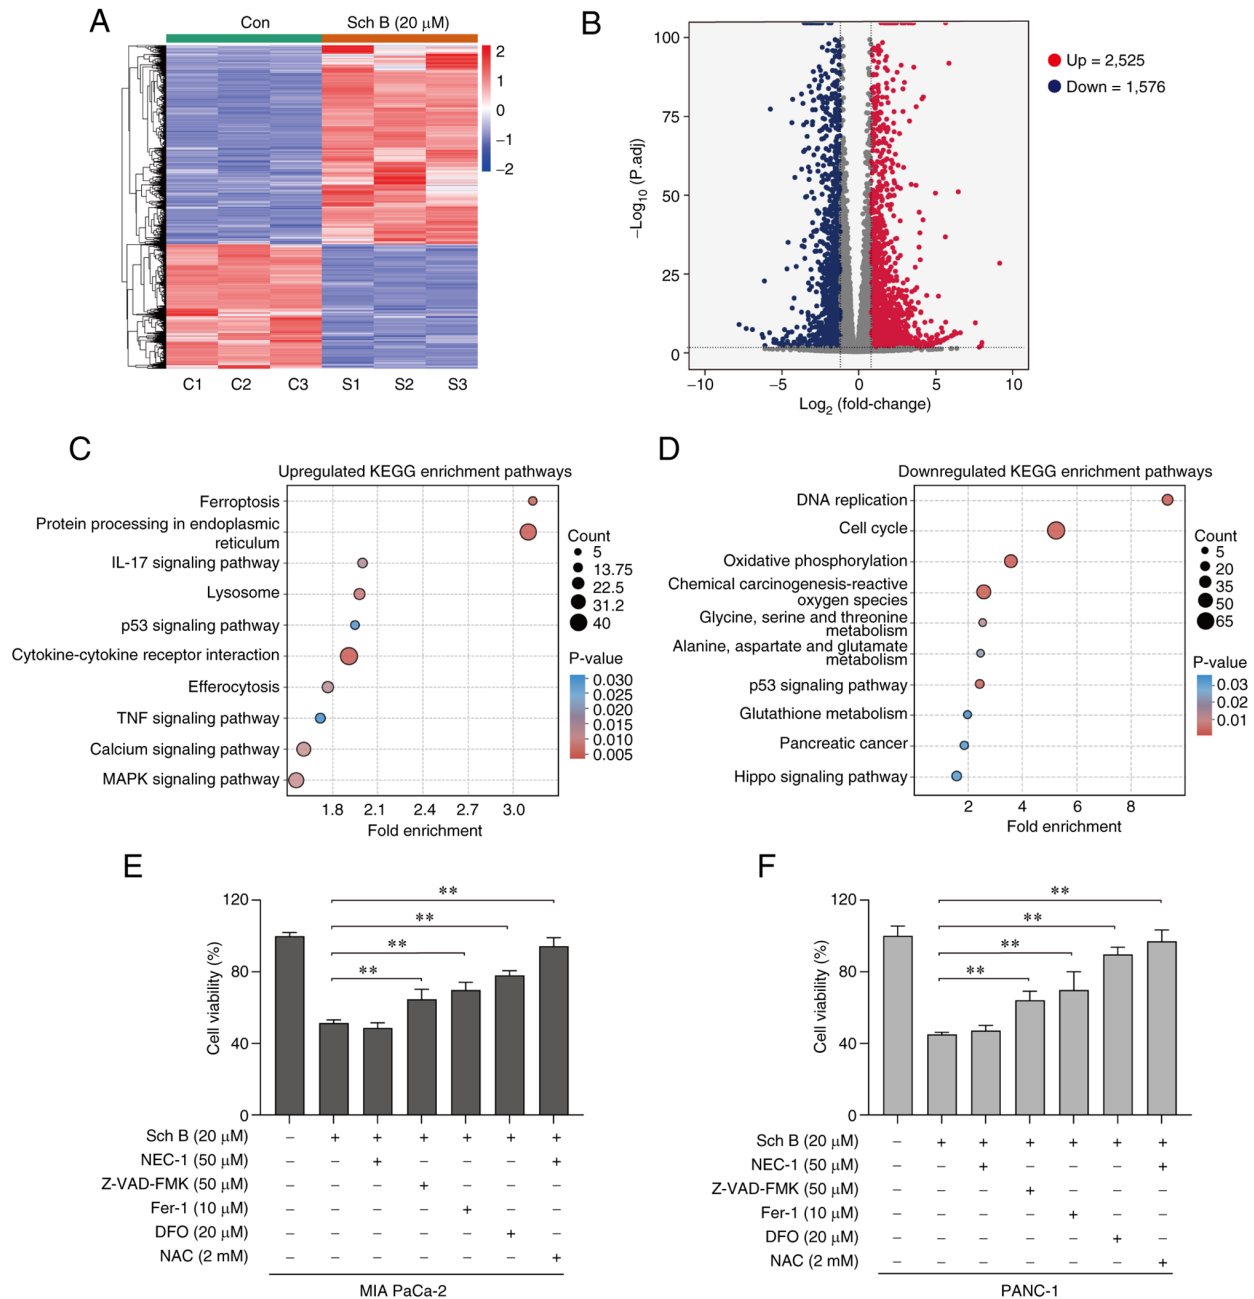 A
Con
Sch B (20 μM)
2
1
0
−1
−2
C1 C2 C3 S1 S2 S3
B
100
75
50
25
0
−Log10 (P.adj)
−10 −5 0 5 10
Log2 (fold-change)
Up = 2,525
Down = 1,576
C
Upregulated KEGG enrichment pathways
Ferroptosis
Protein processing in endoplasmic
reticulum
IL-17 signaling pathway
Lysosome
p53 signaling pathway
Cytokine-cytokine receptor interaction
Efferocytosis
TNF signaling pathway
Calcium signaling pathway
MAPK signaling pathway
1.8 2.1 2.4 2.7 3.0
Fold enrichment
Count
5
13.75
22.5
31.2
40
P-value
0.030
0.025
0.020
0.015
0.010
0.005
D
Downregulated KEGG enrichment pathways
DNA replication
Cell cycle
Oxidative phosphorylation
Chemical carcinogenesis-reactive
oxygen species
Glycine, serine and threonine
metabolism
Alanine, aspartate and glutamate
metabolism
p53 signaling pathway
Glutathione metabolism
Pancreatic cancer
Hippo signaling pathway
2 4 6 8
Fold enrichment
Count
5
20
35
50
65
P-value
0.03
0.02
0.01
E
120
80
40
0
Cell viability (%)
**
**
**
**
Sch B (20 μM) − + + + + + +
NEC-1 (50 μM) − − + − − − +
Z-VAD-FMK (50 μM) − − − + − − −
Fer-1 (10 μM) − − − − + − −
DFO (20 μM) − − − − − + −
NAC (2 mM) − − − − − − +
MIA PaCa-2
F
120
80
40
0
Cell viability (%)
**
**
**
**
Sch B (20 μM) − + + + + + +
NEC-1 (50 μM) − − + − − − +
Z-VAD-FMK (50 μM) − − − + − − −
Fer-1 (10 μM) − − − − + − −
DFO (20 μM) − − − − − + −
NAC (2 mM) − − − − − − +
PANC-1